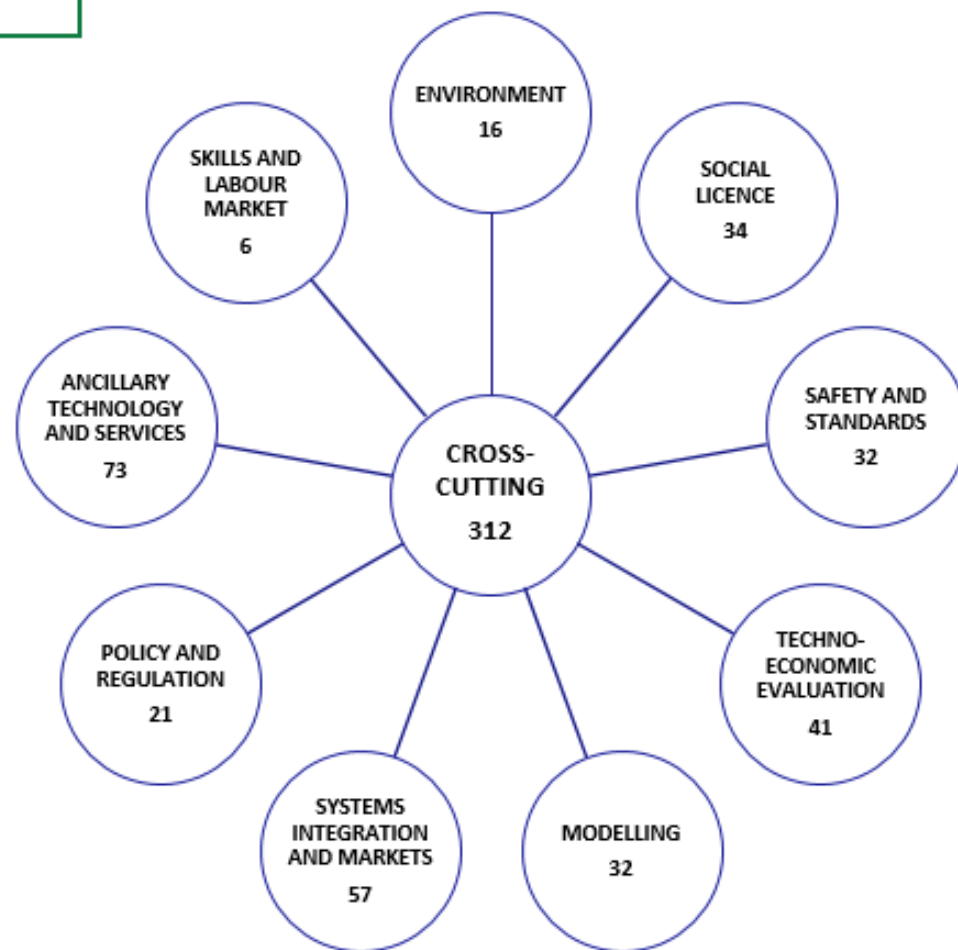 ENVIRONMENT
16
SOCIAL
LICENCE
34
SAFETY AND
STANDARDS
32
TECHNO-
ECONOMIC
EVALUATION
41
MODELLING
32
SYSTEMS
INTEGRATION
AND MARKETS
57
POLICY AND
REGULATION
21
ANCILLARY
TECHNOLOGY
AND SERVICES
73
SKILLS AND
LABOUR
MARKET
6
CROSS-
CUTTING
312